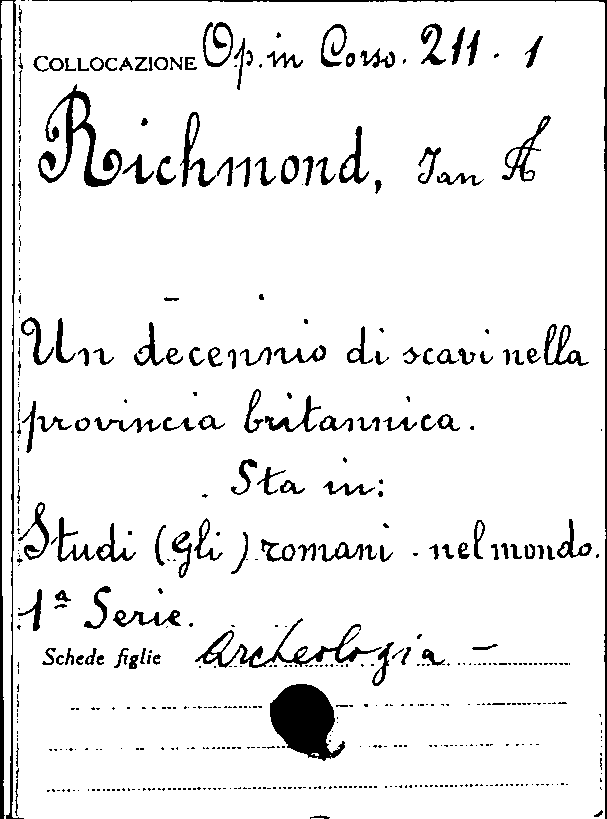 COLLOCAZIONE Op. in Corso. 211. 1
Richmond, Ian A
Un decennio di scavi nella
provincia britannica.
Sta in:
Studi (Gli) romani nel mondo.
1ª Serie.
Schede figlie Archeologia -